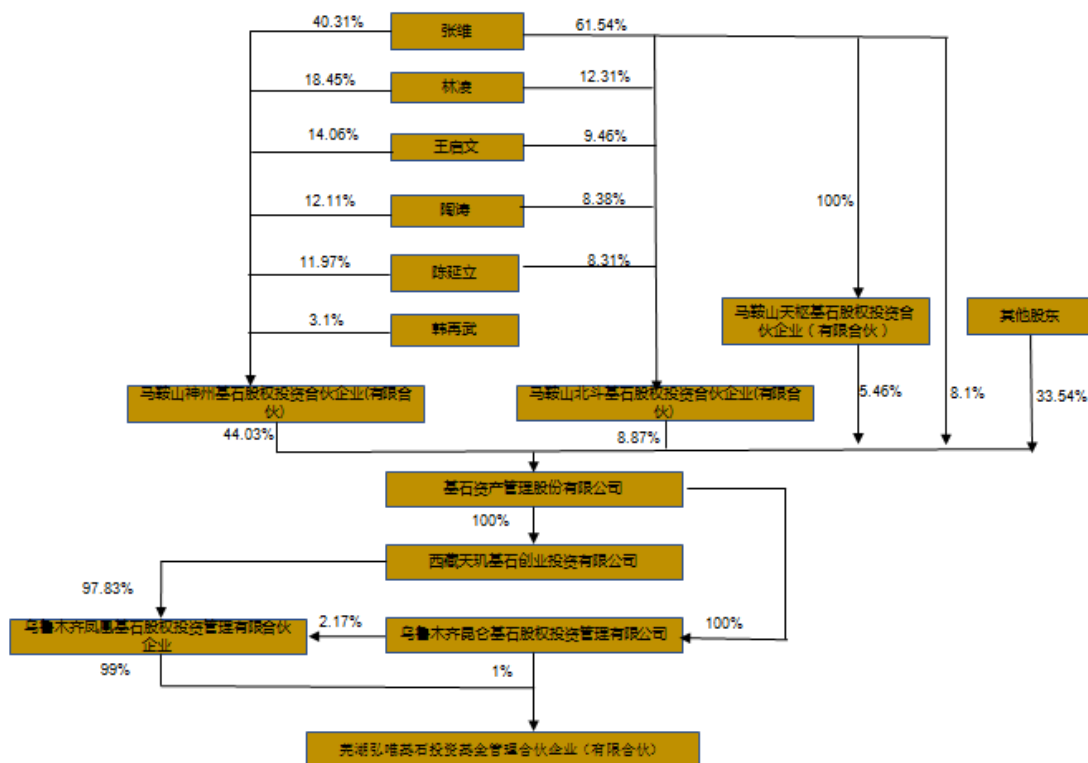 40.31%
张维
61.54%
18.45%
林凌
12.31%
14.06%
王启文
9.46%
12.11%
陶涛
8.38%
100%
11.97%
陈延立
8.31%
3.1%
韩再武
马鞍山天枢基石股权投资合
伙企业（有限合伙）
其他股东
马鞍山神州基石股权投资合伙企业(有限合
伙)
马鞍山北斗基石股权投资合伙企业(有限合
伙)
5.46%
8.1%
33.54%
44.03%
8.87%
基石资产管理股份有限公司
100%
西藏天玑基石创业投资有限公司
97.83%
乌鲁木齐凤凰基石股权投资管理有限合伙
企业
2.17%
乌鲁木齐昆仑基石股权投资管理有限公司
100%
99%
1%
芜湖弘唯基石投资基金管理合伙企业（有限合伙）